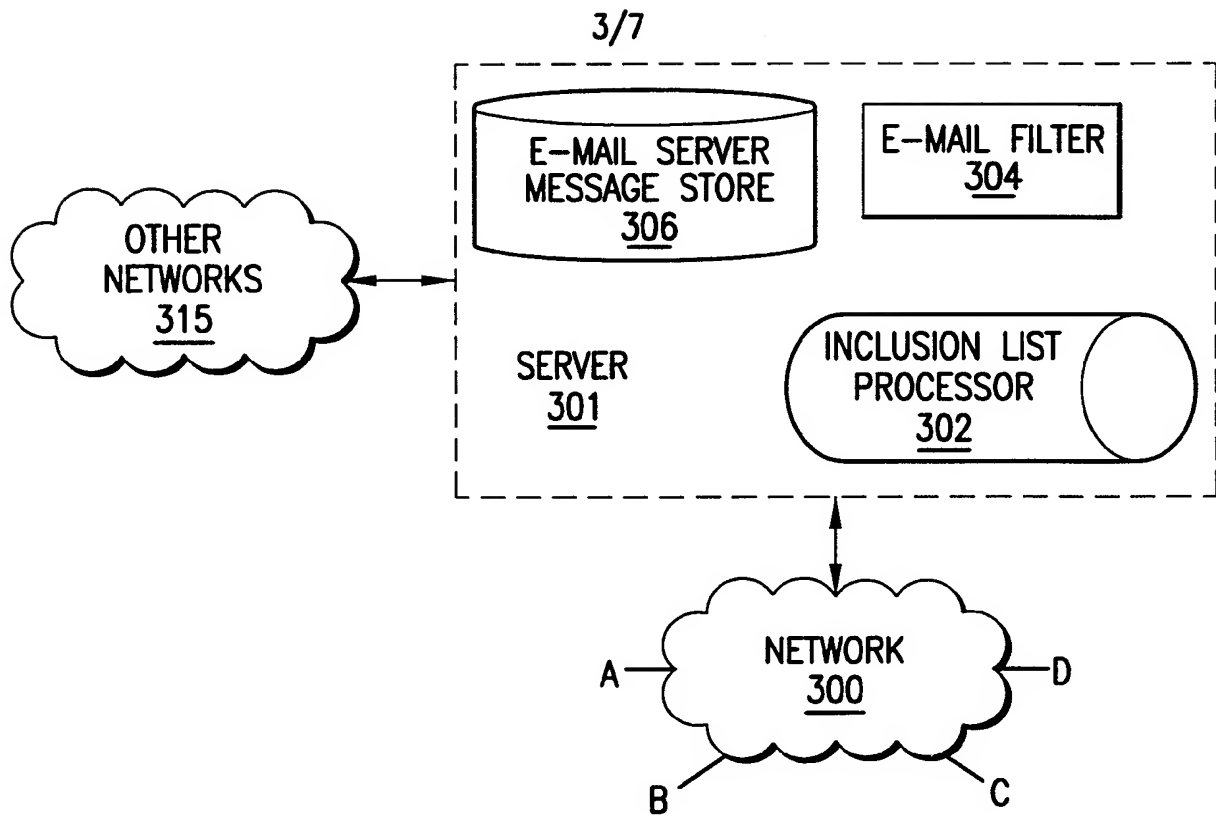 3/7
E-MAIL SERVER
MESSAGE STORE
306
E-MAIL FILTER
304
OTHER
NETWORKS
315
SERVER
301
INCLUSION LIST
PROCESSOR
302
NETWORK
300
A
D
B
C